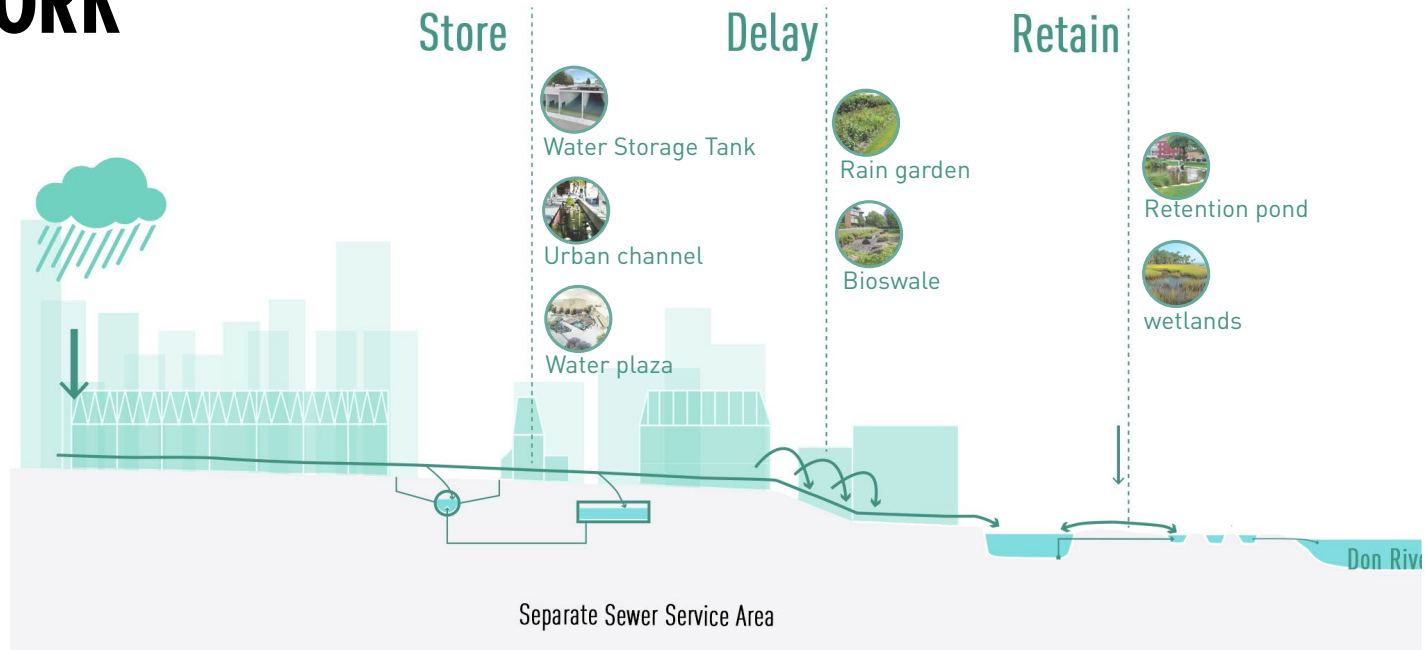 ORK
Store
Delay
Retain
Water Storage Tank
Urban channel
Water plaza
Rain garden
Bioswale
Retention pond
wetlands
Don Rive
Separate Sewer Service Area